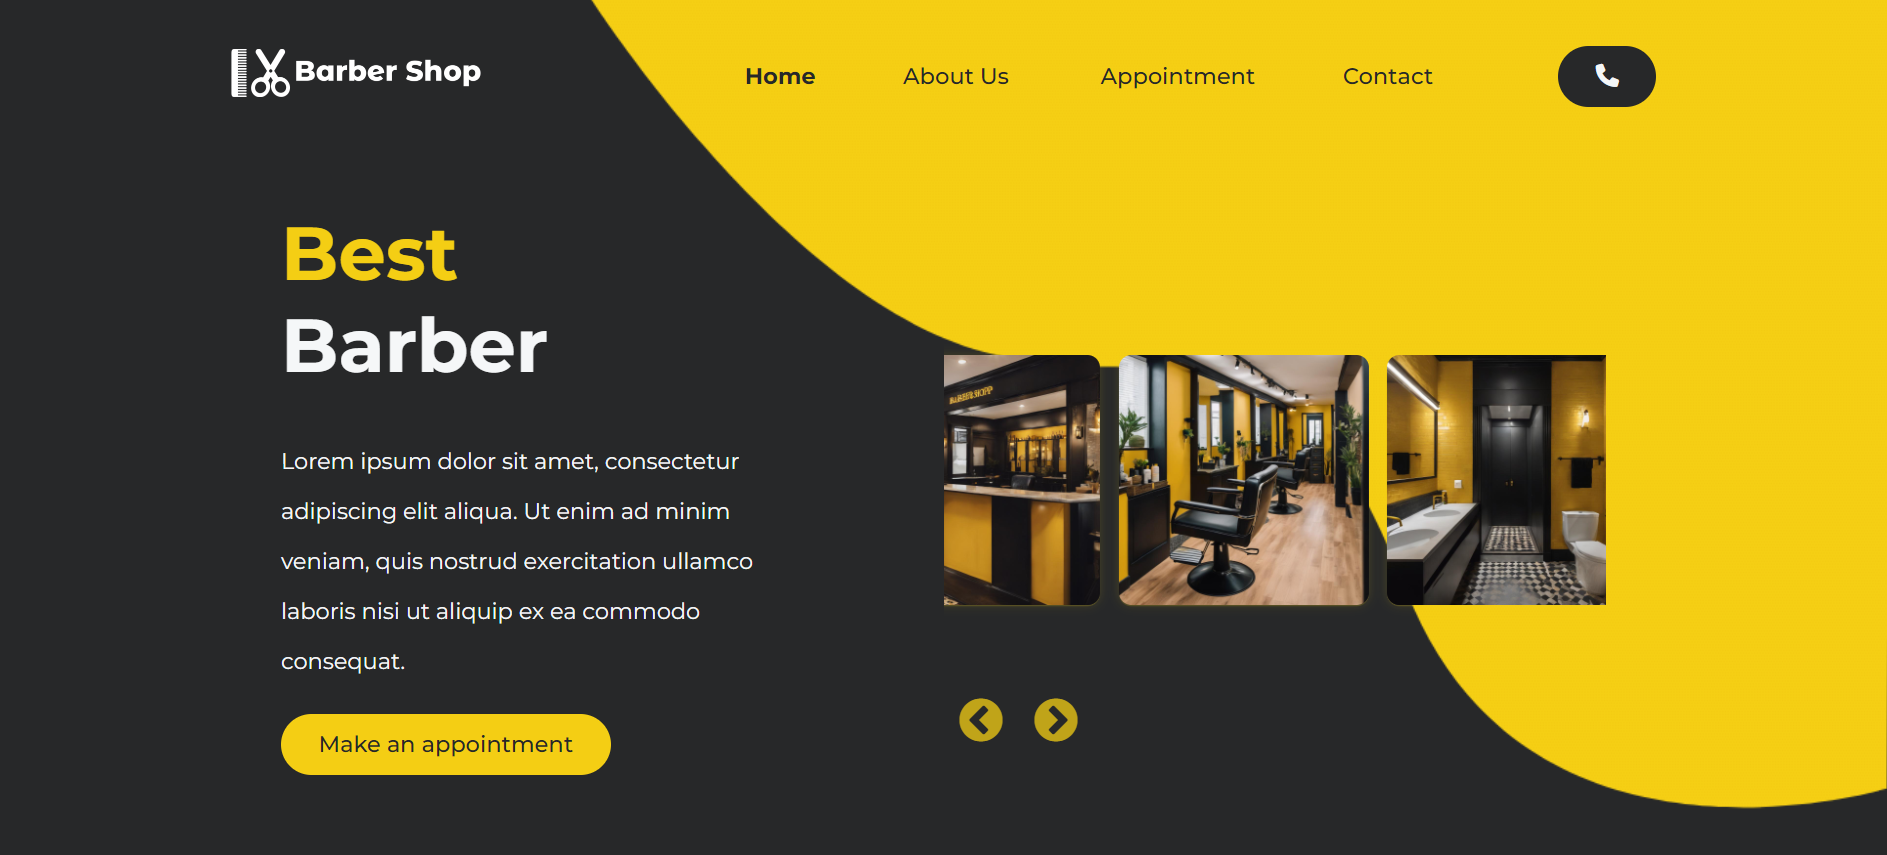 Barber Shop
Home
About Us
Appointment
Contact
Best
Barber
Lorem ipsum dolor sit amet, consectetur
adipiscing elit aliqua. Ut enim ad minim
veniam, quis nostrud exercitation ullamco
laboris nisi ut aliquip ex ea commodo
consequat.
Make an appointment